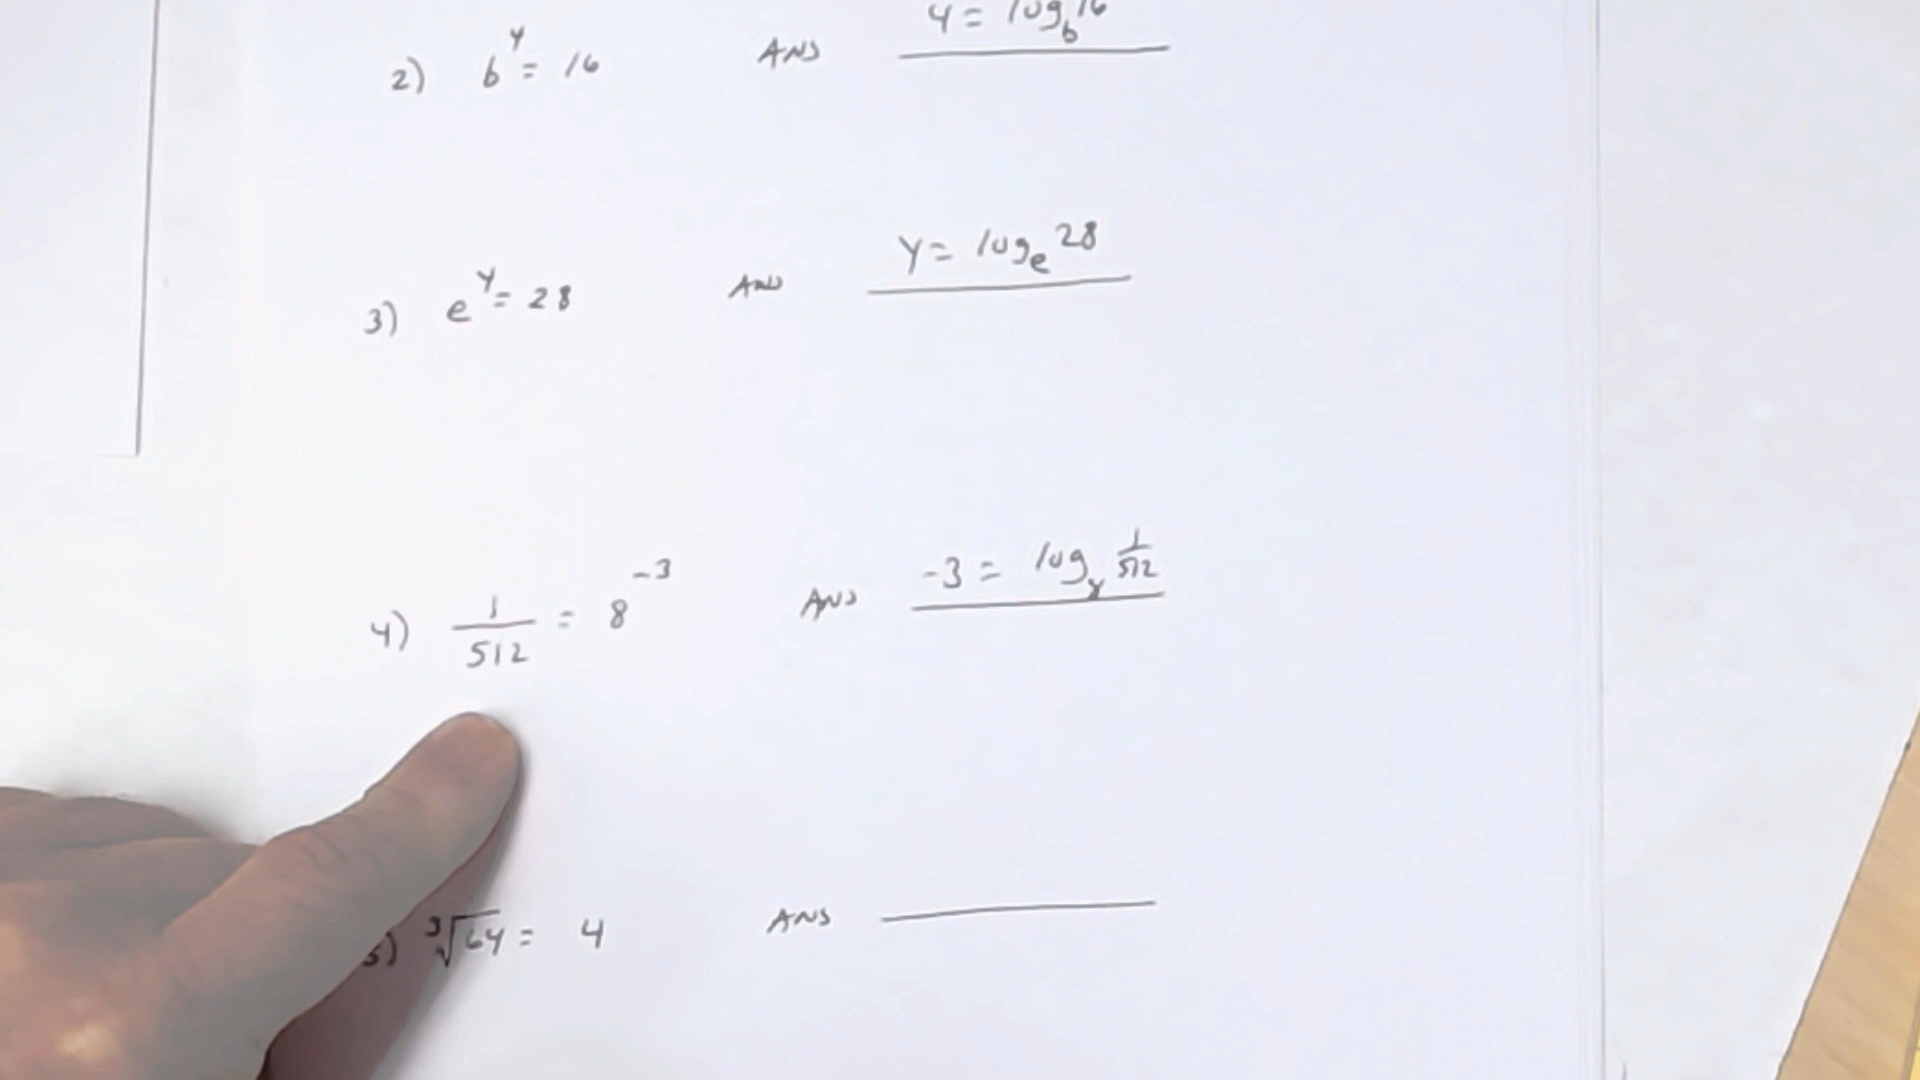 2) b^y = 16 ANS y = log_b 16
3) e^y = 28 ANS y = log_e 28
4) 1/512 = 8^-3 ANS -3 = log_8 1/512
5) ∛64 = 4 ANS